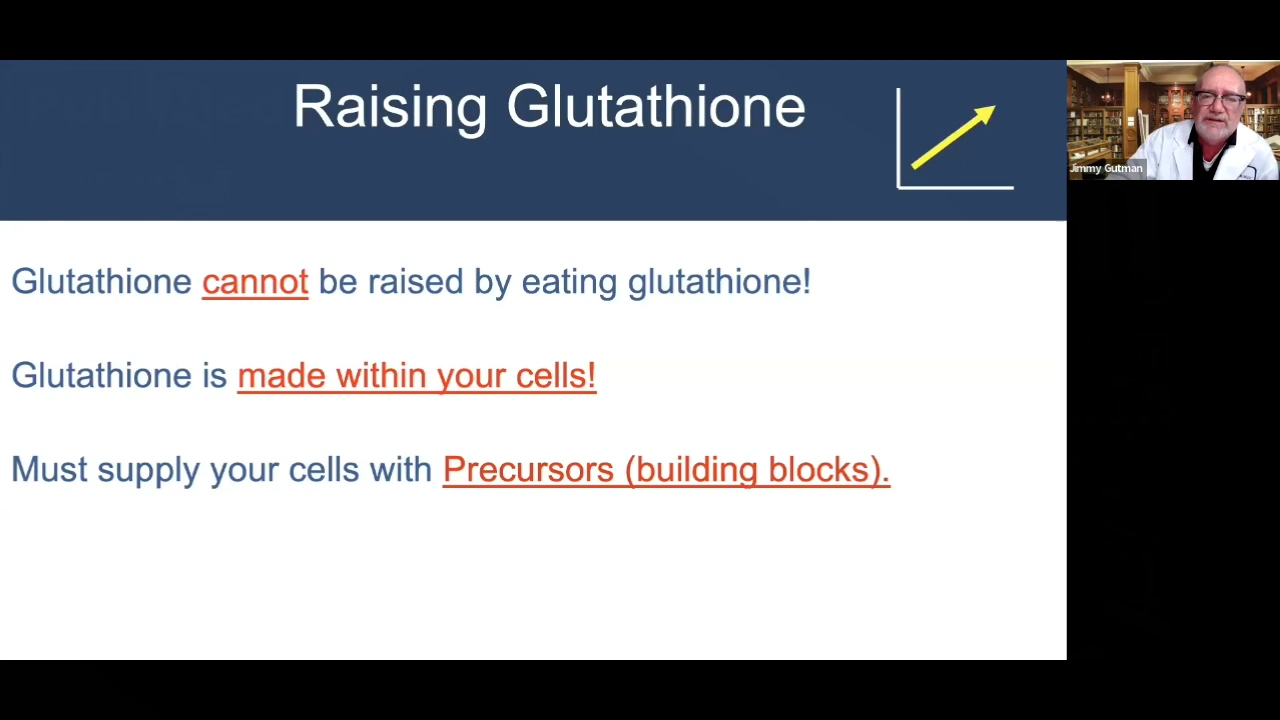 Raising Glutathione
Jimmy Gutman
Glutathione cannot be raised by eating glutathione!
Glutathione is made within your cells!
Must supply your cells with Precursors (building blocks).